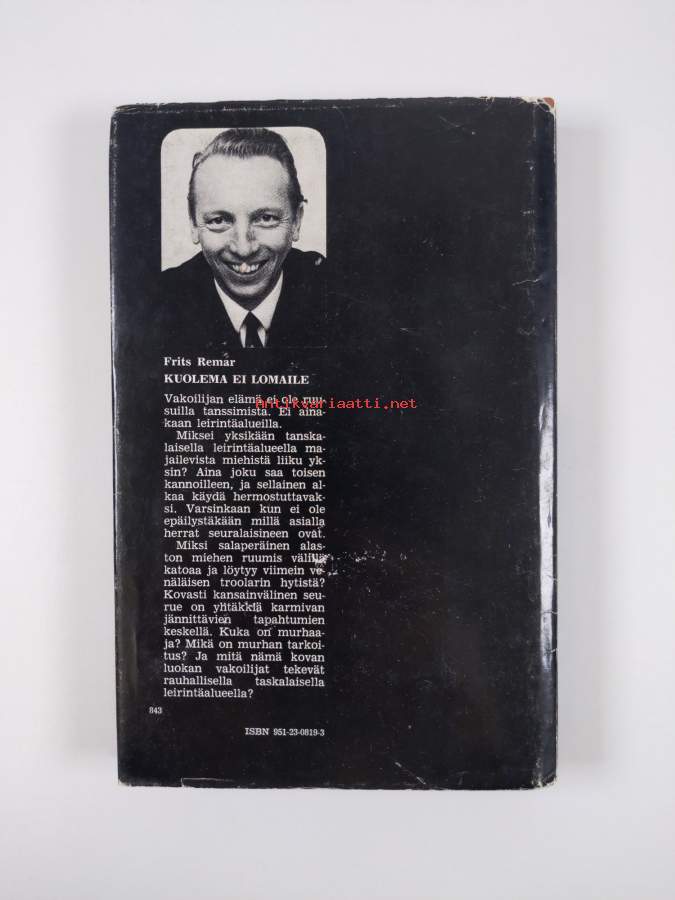 Frits Remar
KUOLEMA EI LOMAILE
Vakoilijan elämä ei ole ruu-
suilla tanssimista. Ei aina-
kaan leirintäalueilla.
antikvariaatti.net
Miksei yksikään tanska-
laisella leirintäalueella ma-
jailevista miehistä liiku yk-
sin? Aina joku saa toisen
kannoilleen, ja sellainen al-
kaa käydä hermostuttavak-
si. Varsinkaan kun ei ole
epäilystäkään millä asialla
herrat seuralaisineen ovat.
Miksi salaperäinen alas-
ton miehen ruumis välillä
katoaa ja löytyy viimein ve-
näläisen troolarin hytistä?
Kovasti kansainvälinen seu-
rue on yhtäkkiä karmivan
jännittävien tapahtumien
keskellä. Kuka on murhaa-
ja? Mikä on murhan tarkoi-
tus? Ja mitä nämä kovan
luokan vakoilijat tekevät
rauhallisella taskalaisella
leirintäalueella?
843
ISBN 951-23-0819-3